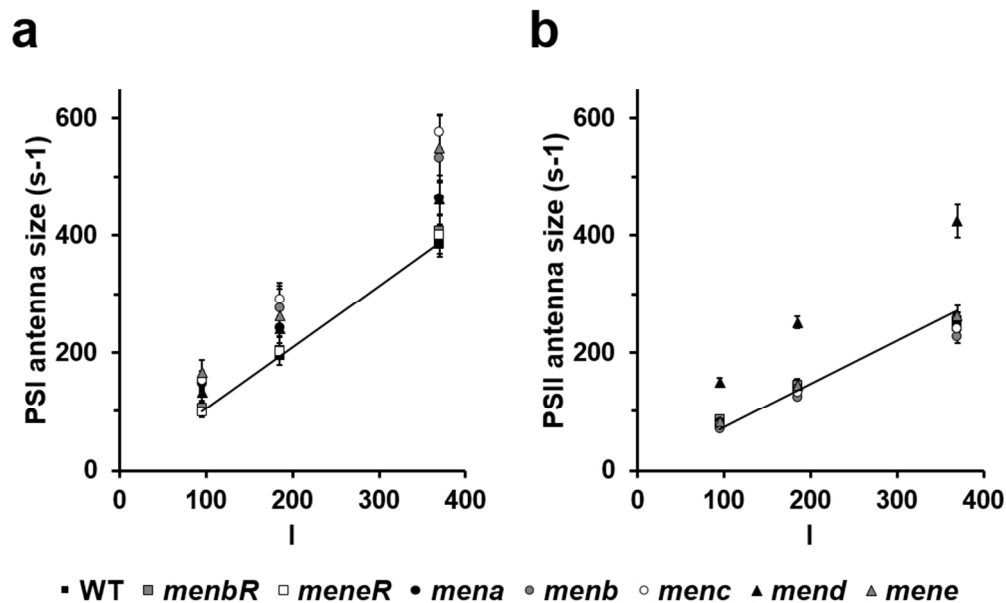 a
b
PSI antenna size (s-1)
600
400
200
0
0 100 200 300 400
I
PSII antenna size (s-1)
600
400
200
0
0 100 200 300 400
I
WT menbR meneR mena menb menc mend mene